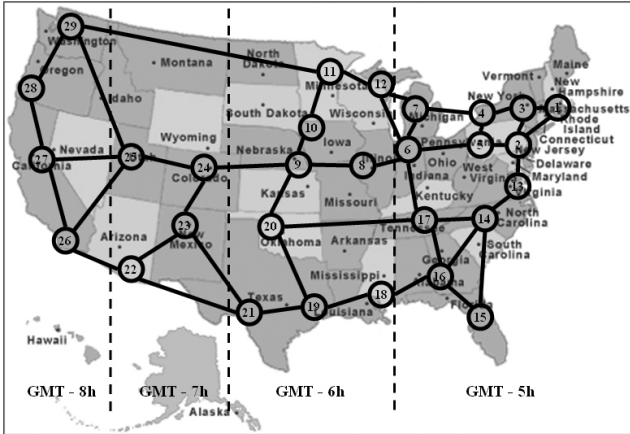 29
Washington
Maine
Montana
North
Dakota
11
Vermont
New
Hampshire
Oregon
12
Minnesota
28
Idaho
New York
7
4
3
1
Massachusetts
South Dakota
Michigan
Rhode
Island
Wyoming
10
Wisconsin
Connecticut
Nevada
Nebraska
Iowa
6
5
2
New Jersey
27
California
25
24
9
8
Ohio
Delaware
Colorado
Indiana
West
Virginia
Maryland
13
Virginia
Kansas
Missouri
Kentucky
23
Mexico
20
17
14
North
Carolina
26
Arizona
Oklahoma
Arkansas
Tennessee
South
Carolina
22
Georgia
Mississippi
16
Texas
19
18
Florida
21
Louisiana
15
Hawaii
GMT - 8h
GMT - 7h
GMT - 6h
GMT - 5h
Alaska